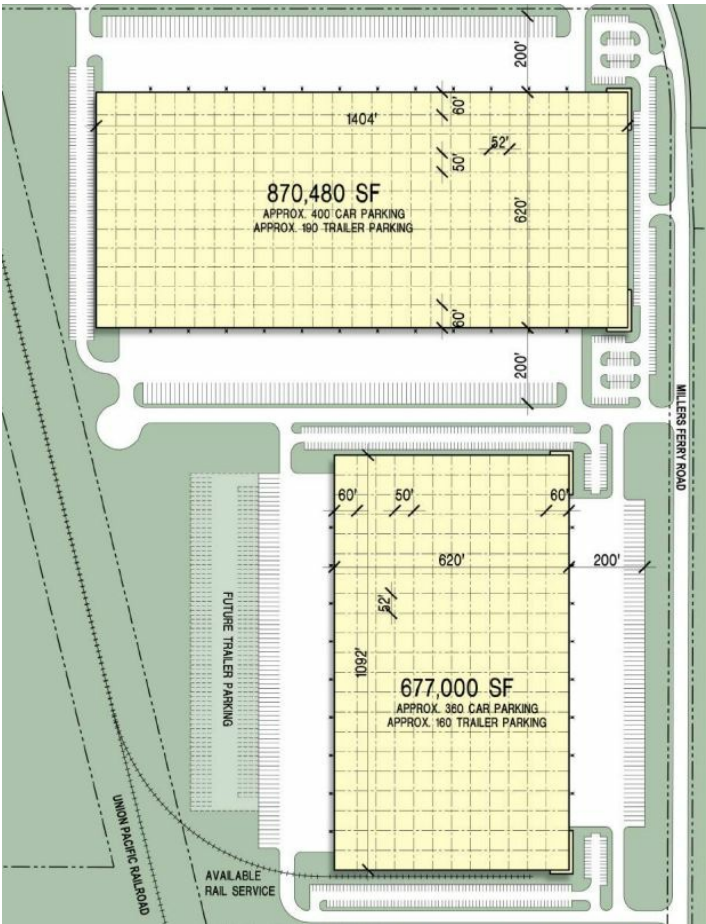 200'
60'
1404'
52'
50'
870,480 SF
APPROX. 400 CAR PARKING
APPROX. 190 TRAILER PARKING
620'
60'
200'
MILLERS FERRY ROAD
60'
50'
60'
620'
200'
52'
FUTURE TRAILER PARKING
1092'
677,000 SF
APPROX. 360 CAR PARKING
APPROX. 160 TRAILER PARKING
UNION PACIFIC RAILROAD
AVAILABLE
RAIL SERVICE